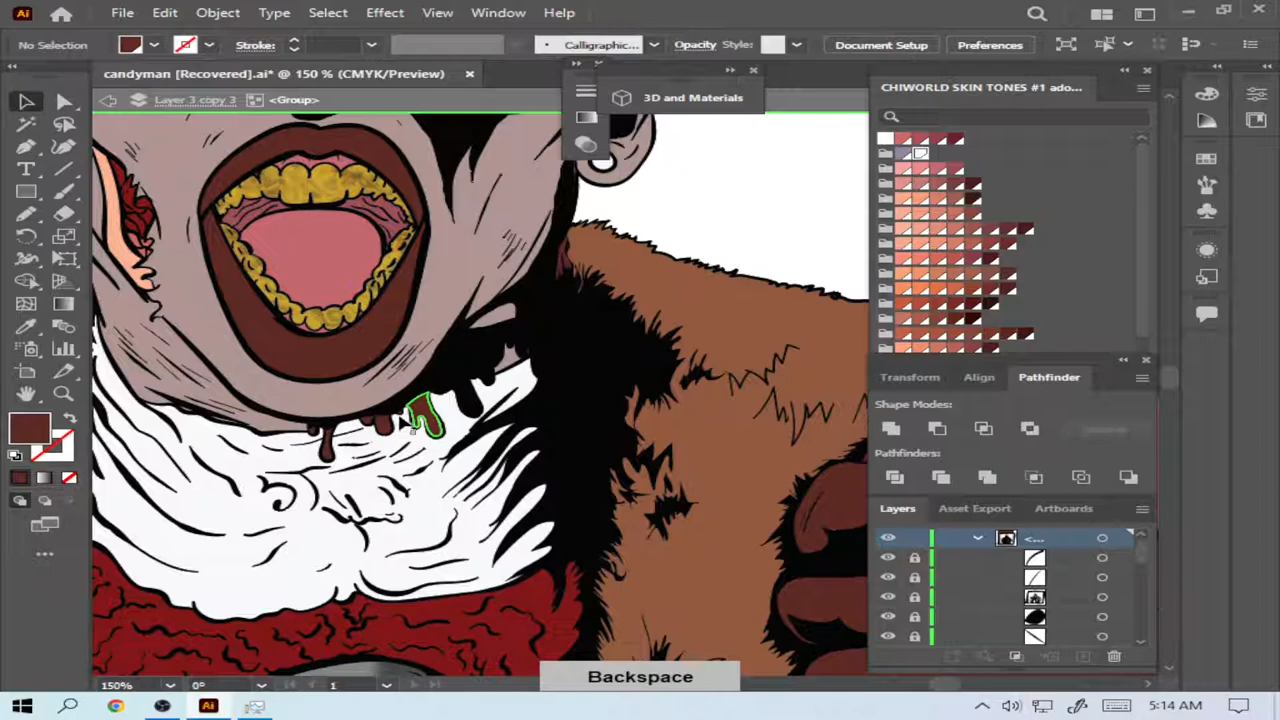 Ai File Edit Object Type Select Effect View Window Help
No Selection Stroke: Calligraphic... Opacity Style: Document Setup Preferences
candyman [Recovered].ai* @ 150 % (CMYK/Preview)
Layer 3 copy 3 <Group>
3D and Materials
CHIWORLD SKIN TONES #1 ado...
Transform Align Pathfinder
Shape Modes:
Pathfinders:
Layers Asset Export Artboards
<...
Backspace
150% 0° 1
Ai 5:14 AM